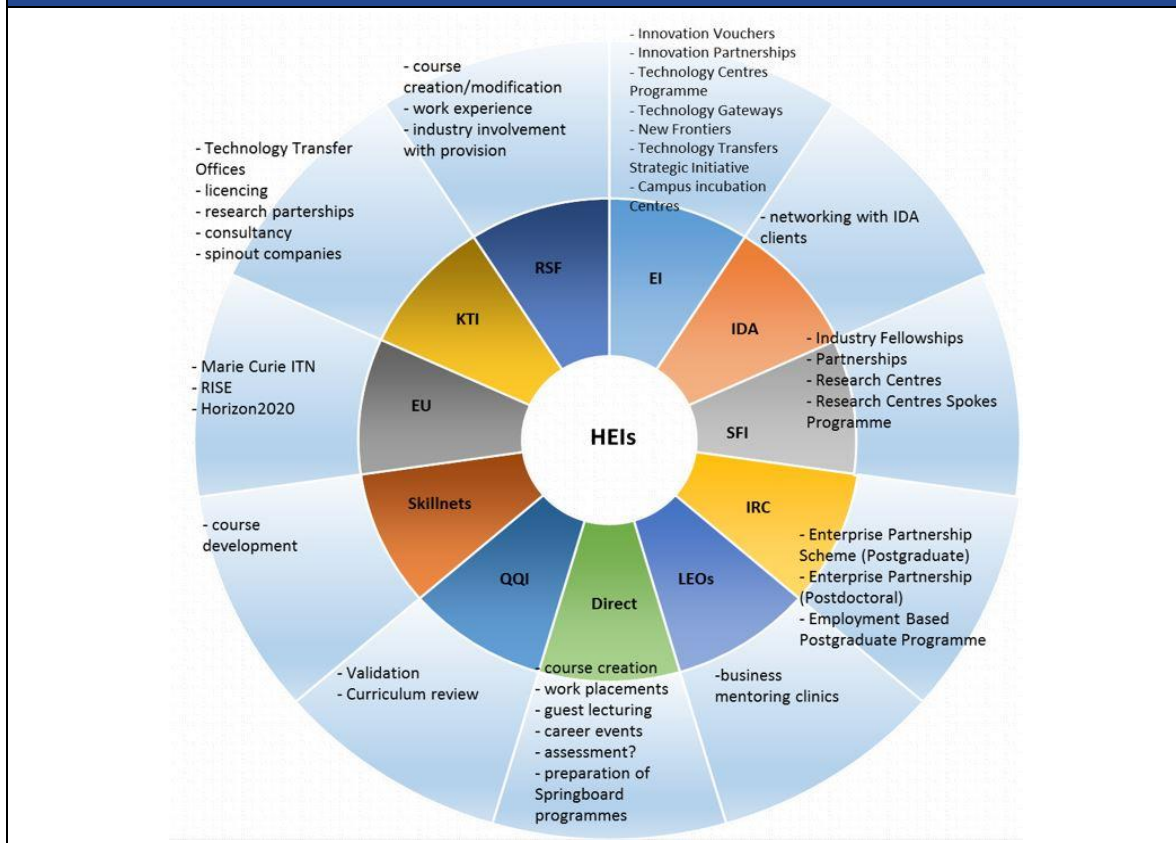 - Innovation Vouchers
- Innovation Partnerships
- Technology Centres
Programme
- Technology Gateways
- New Frontiers
- Technology Transfers
Strategic Initiative
- Campus incubation
Centres
- course
creation/modification
- work experience
- industry involvement
with provision
- Technology Transfer
Offices
- licencing
- research parterships
- consultancy
- spinout companies
- networking with IDA
clients
RSF
EI
KTI
IDA
- Industry Fellowships
- Partnerships
- Research Centres
- Research Centres Spokes
Programme
- Marie Curie ITN
- RISE
- Horizon2020
EU
HEIs
SFI
Skillnets
IRC
- course
development
- Enterprise Partnership
Scheme (Postgraduate)
- Enterprise Partnership
(Postdoctoral)
- Employment Based
Postgraduate Programme
QQI
Direct
LEOs
- Validation
- Curriculum review
- course creation
- work placements
- guest lecturing
- career events
- assessment?
- preparation of
Springboard
programmes
-business
mentoring clinics